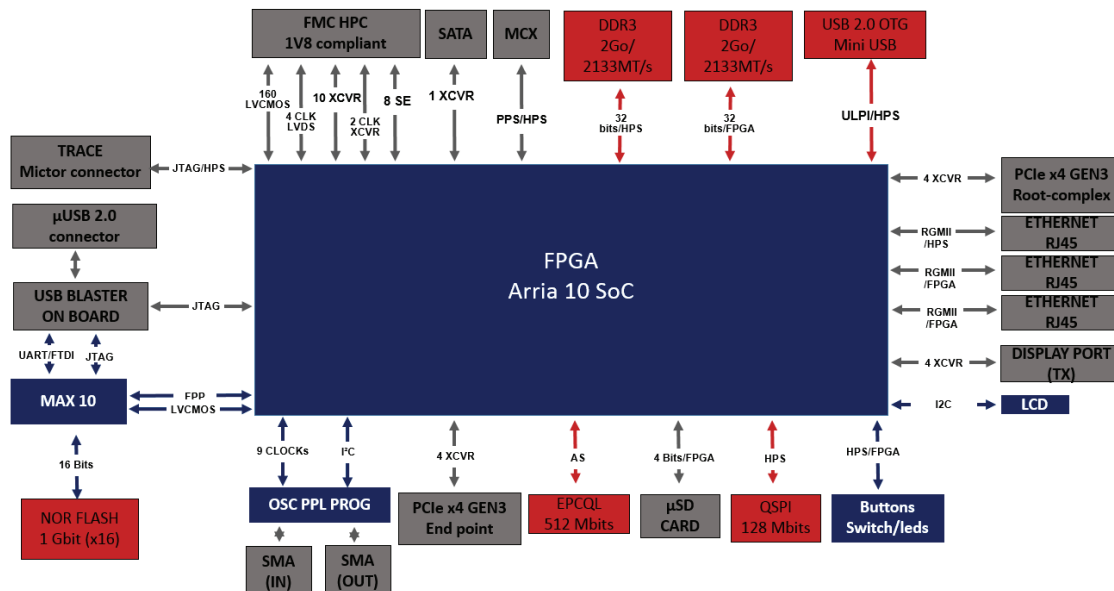 FMC HPC
1V8 compliant
SATA
MCX
DDR3
2Go/
2133MT/s
DDR3
2Go/
2133MT/s
USB 2.0 OTG
Mini USB
160
LVCMOS
4 CLK
LVDS
10 XCVR
2 CLK
XCVR
8 SE
1 XCVR
PPS/HPS
32
bits/HPS
32
bits/FPGA
ULPI/HPS
TRACE
Mictor connector
JTAG/HPS
µUSB 2.0
connector
USB BLASTER
ON BOARD
JTAG
UART/FTDI
JTAG
MAX 10
FPP
LVCMOS
16 Bits
NOR FLASH
1 Gbit (x16)
FPGA
Arria 10 SoC
4 XCVR
PCIe x4 GEN3
Root-complex
RGMII
/HPS
ETHERNET
RJ45
RGMII
/FPGA
ETHERNET
RJ45
RGMII
/FPGA
ETHERNET
RJ45
4 XCVR
DISPLAY PORT
(TX)
I2C
LCD
9 CLOCKs
I²C
4 XCVR
AS
4 Bits/FPGA
HPS
HPS/FPGA
OSC PPL PROG
PCIe x4 GEN3
End point
EPCQL
512 Mbits
µSD
CARD
QSPI
128 Mbits
Buttons
Switch/leds
SMA
(IN)
SMA
(OUT)